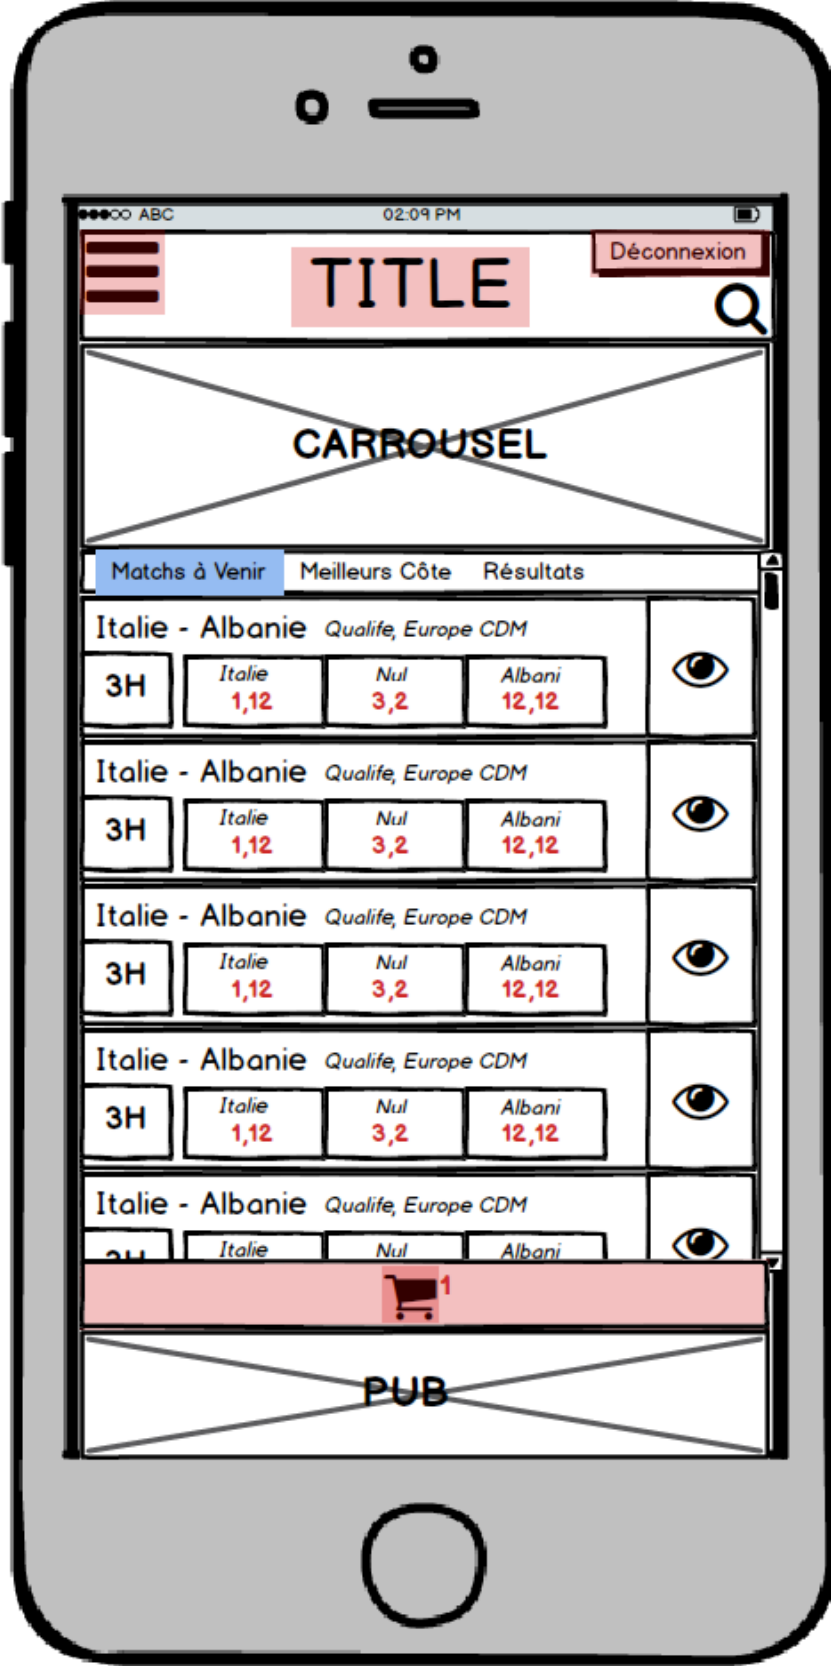 ABC 02:09 PM
Déconnexion
TITLE
CARROUSEL
Matchs à Venir Meilleurs Côte Résultats
Italie - Albanie Qualife, Europe CDM
3H Italie 1,12 Nul 3,2 Albani 12,12
Italie - Albanie Qualife, Europe CDM
3H Italie 1,12 Nul 3,2 Albani 12,12
Italie - Albanie Qualife, Europe CDM
3H Italie 1,12 Nul 3,2 Albani 12,12
Italie - Albanie Qualife, Europe CDM
3H Italie 1,12 Nul 3,2 Albani 12,12
Italie - Albanie Qualife, Europe CDM
3H Italie Nul Albani
1
PUB